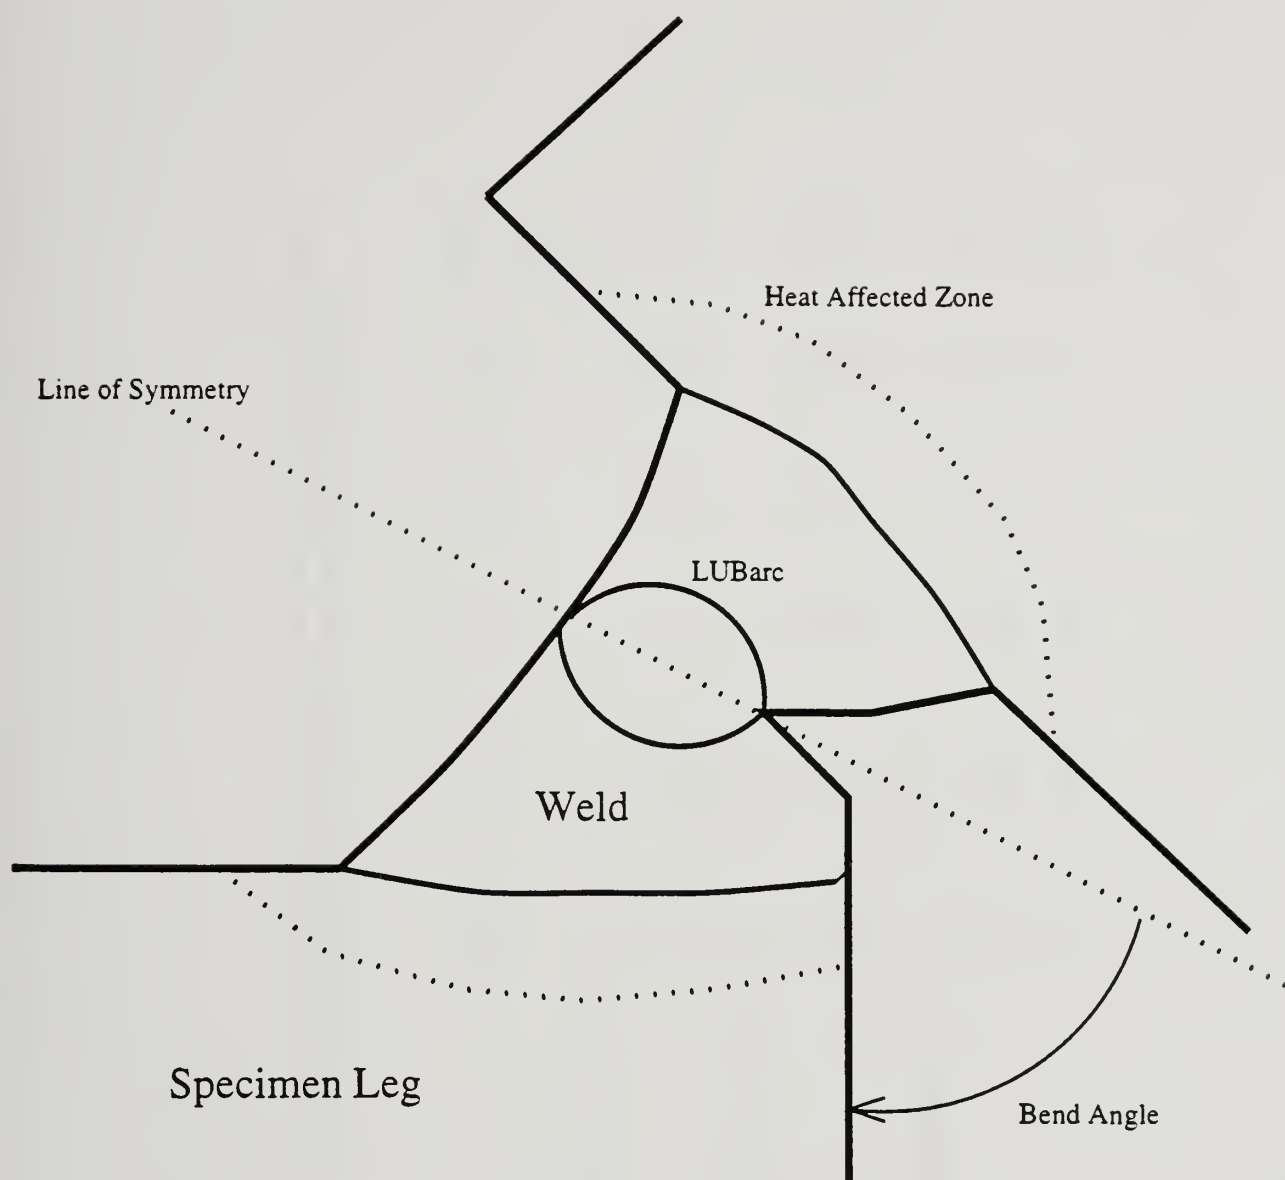 Heat Affected Zone
Line of Symmetry
LUBarc
Weld
Specimen Leg
Bend Angle